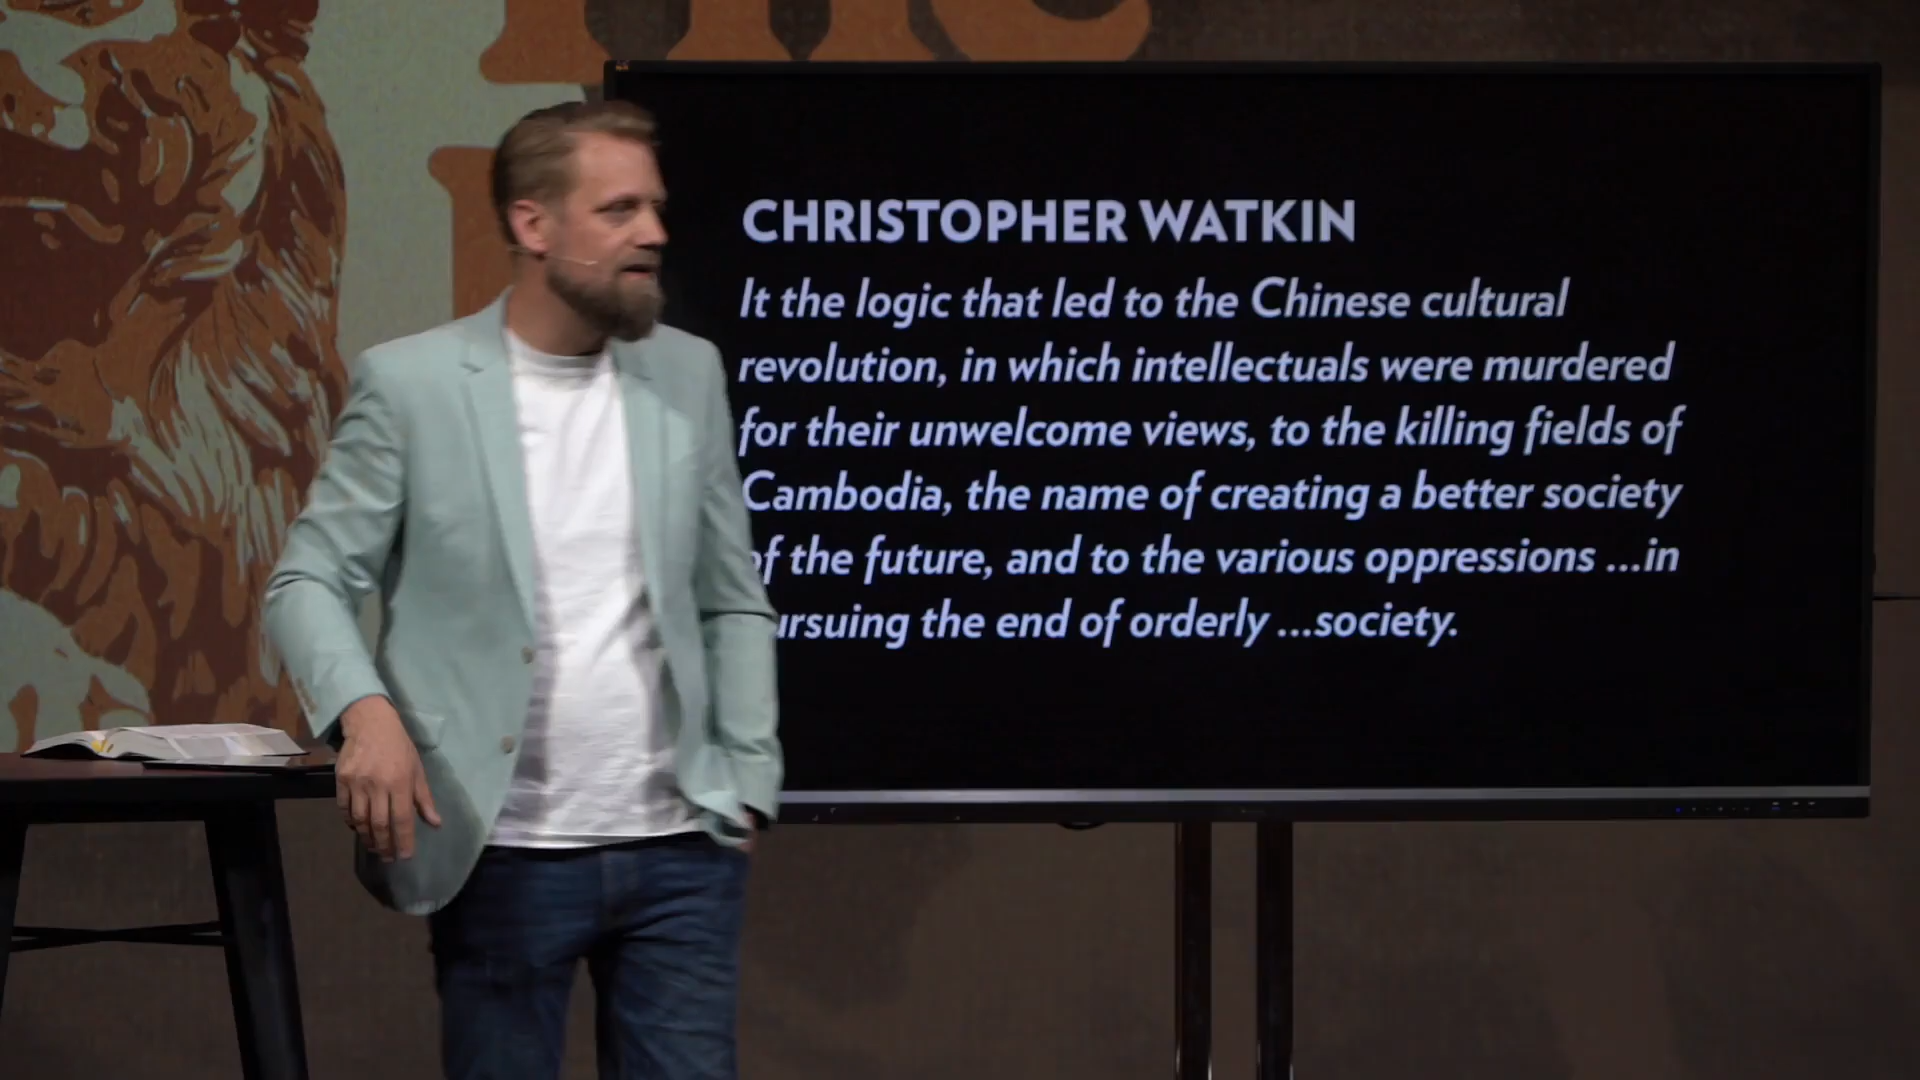 CHRISTOPHER WATKIN
It the logic that led to the Chinese cultural
revolution, in which intellectuals were murdered
for their unwelcome views, to the killing fields of
Cambodia, the name of creating a better society
of the future, and to the various oppressions ...in
ursuing the end of orderly ...society.